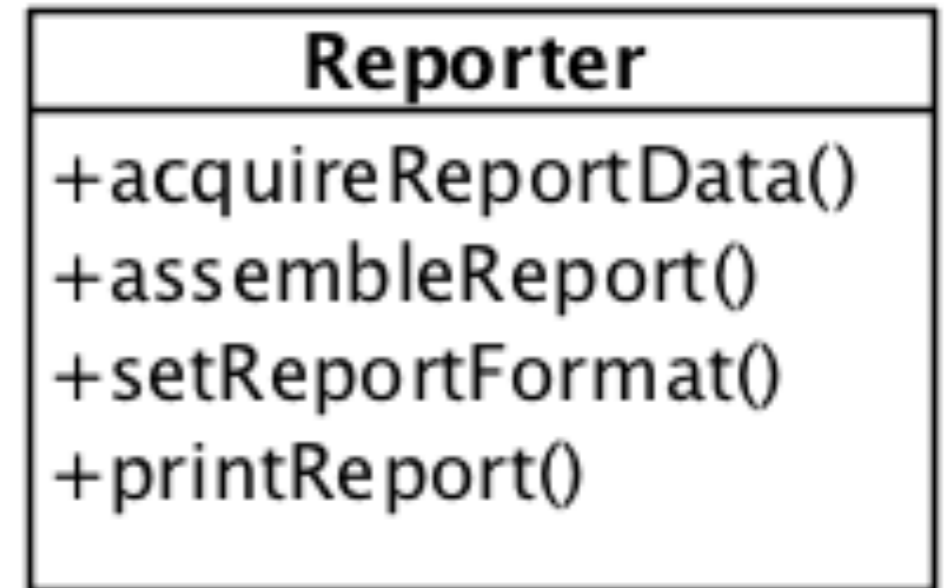 Reporter
+acquireReportData()
+assembleReport()
+setReportFormat()
+printReport()